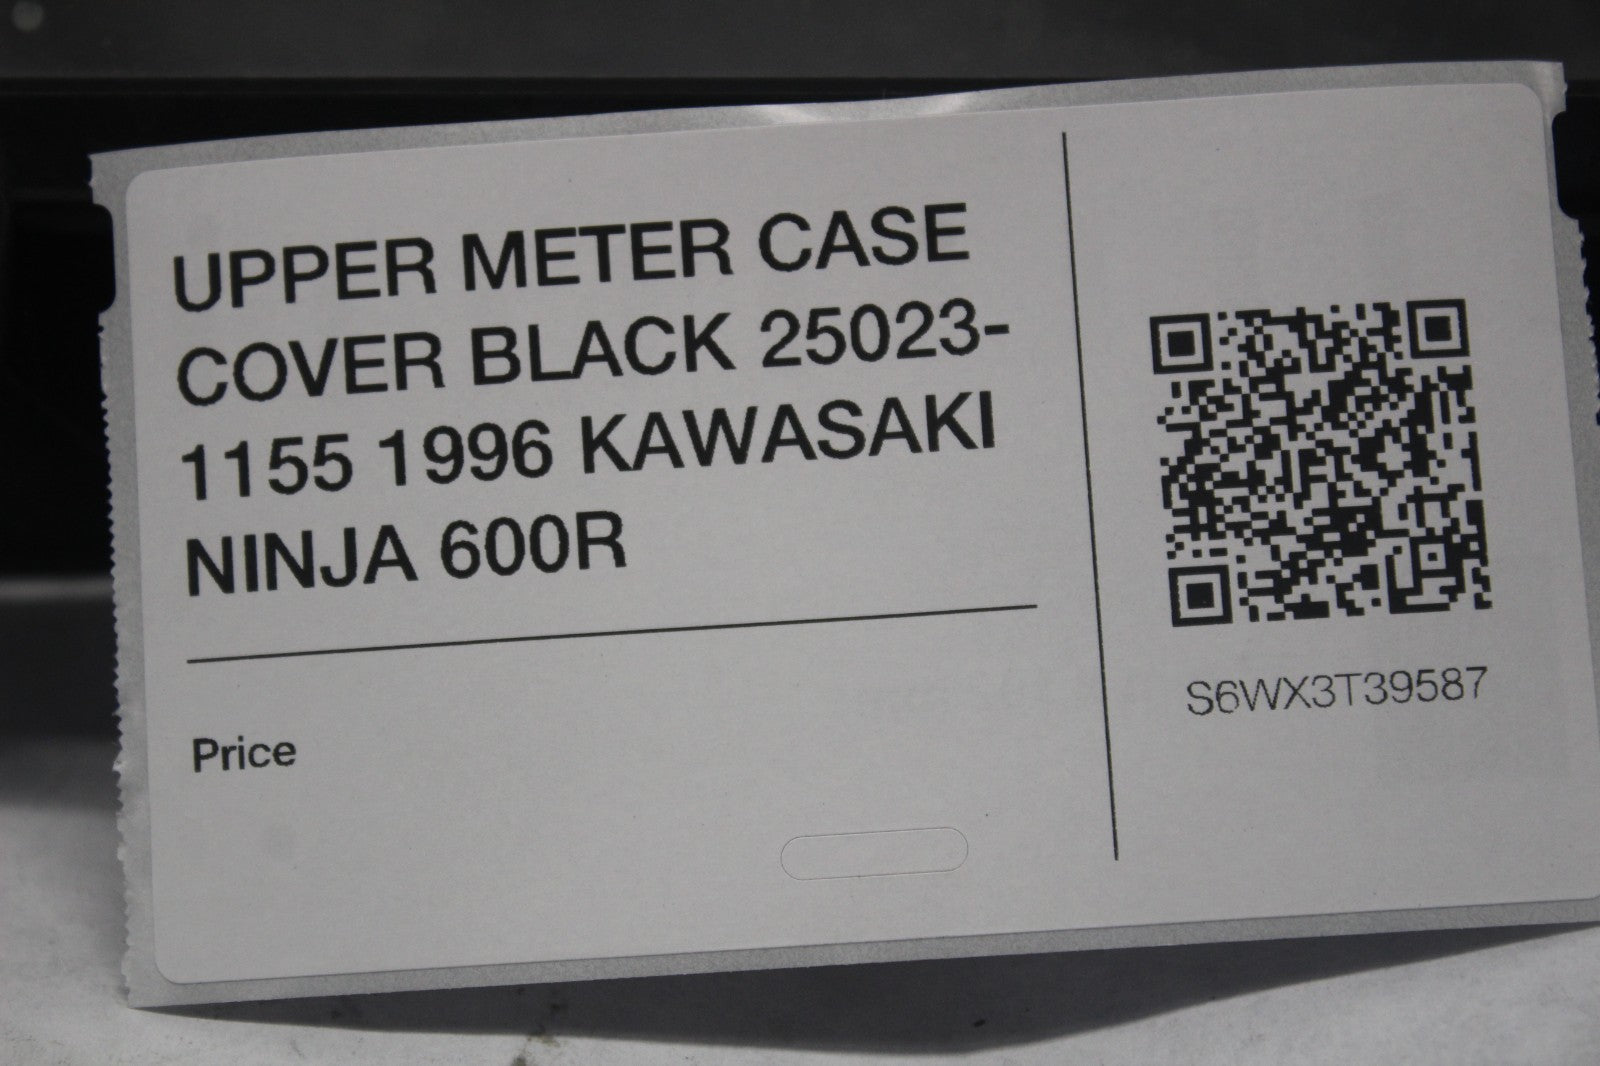 UPPER METER CASE
COVER BLACK 25023-
1155 1996 KAWASAKI
NINJA 600R
Price
S6WX3T39587